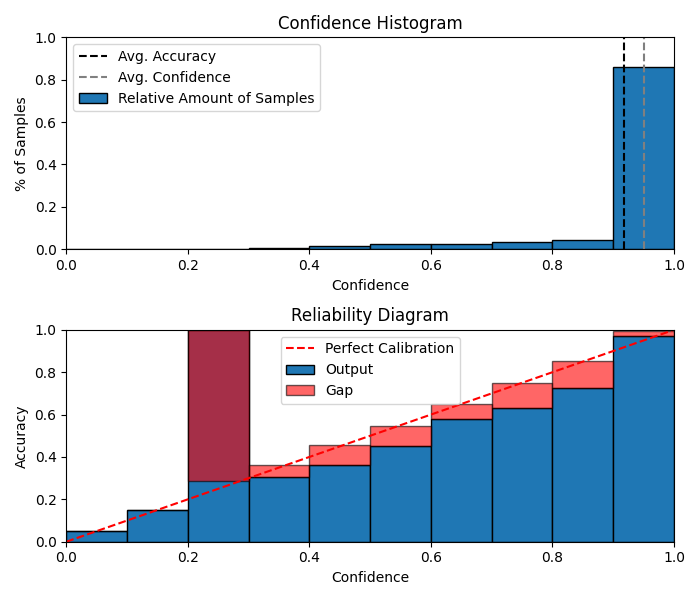 Confidence Histogram
1.0
0.8
0.6
0.4
0.2
0.0
% of Samples
Avg. Accuracy
Avg. Confidence
Relative Amount of Samples
0.0 0.2 0.4 0.6 0.8 1.0
Confidence
Reliability Diagram
1.0
0.8
0.6
0.4
0.2
0.0
Accuracy
Perfect Calibration
Output
Gap
0.0 0.2 0.4 0.6 0.8 1.0
Confidence